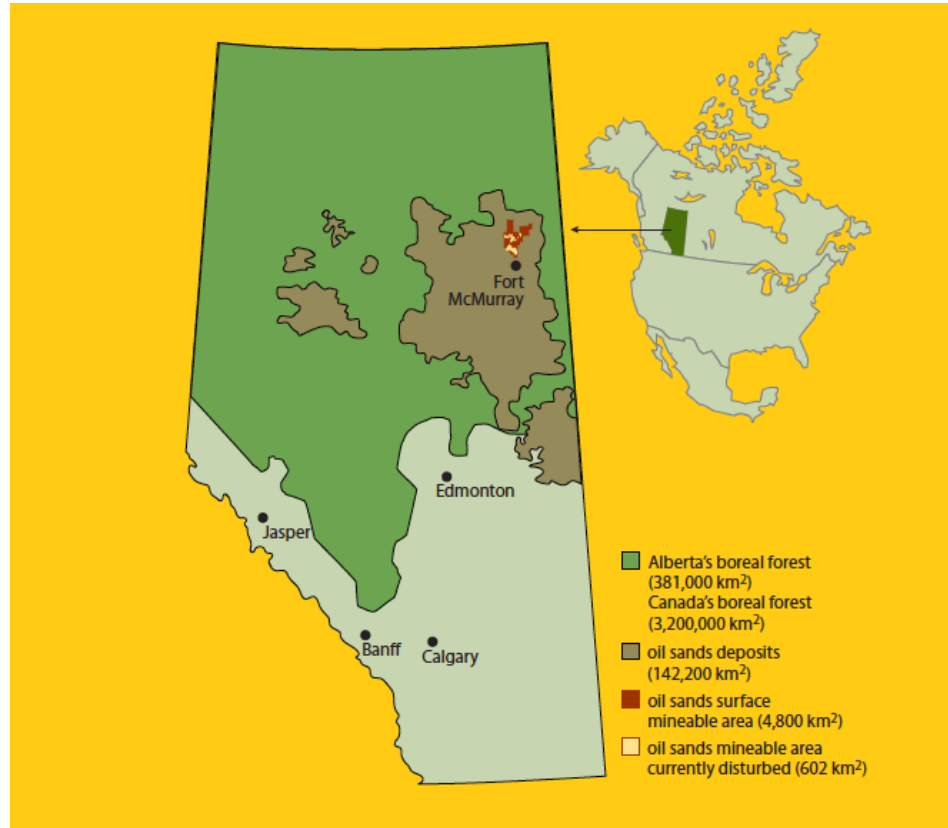 Fort
McMurray
Edmonton
Jasper
Banff
Calgary
Alberta's boreal forest
(381,000 km²)
Canada's boreal forest
(3,200,000 km²)
oil sands deposits
(142,200 km²)
oil sands surface
mineable area (4,800 km²)
oil sands mineable area
currently disturbed (602 km²)